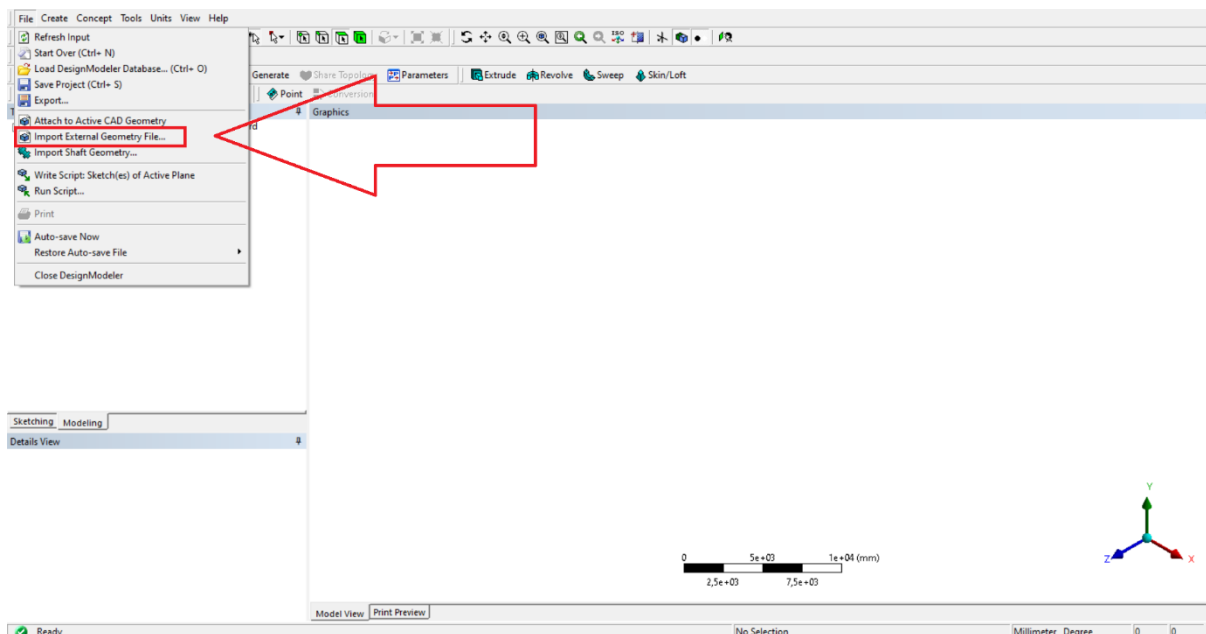 File Create Concept Tools Units View Help
Refresh Input
Start Over (Ctrl+ N)
Load DesignModeler Database... (Ctrl+ O)
Generate Share Topology Parameters Extrude Revolve Sweep Skin/Loft
Save Project (Ctrl+ S)
Export...
Point Conversion
Graphics
Attach to Active CAD Geometry
Import External Geometry File...
Import Shaft Geometry...
Write Script: Sketch(es) of Active Plane
Run Script...
Print
Auto-save Now
Restore Auto-save File
Close DesignModeler
Sketching Modeling
Details View
Y
Z X
0 5e+03 1e+04 (mm)
2,5e+03 7,5e+03
Model View Print Preview
Ready No Selection Millimeter Degree 0 0